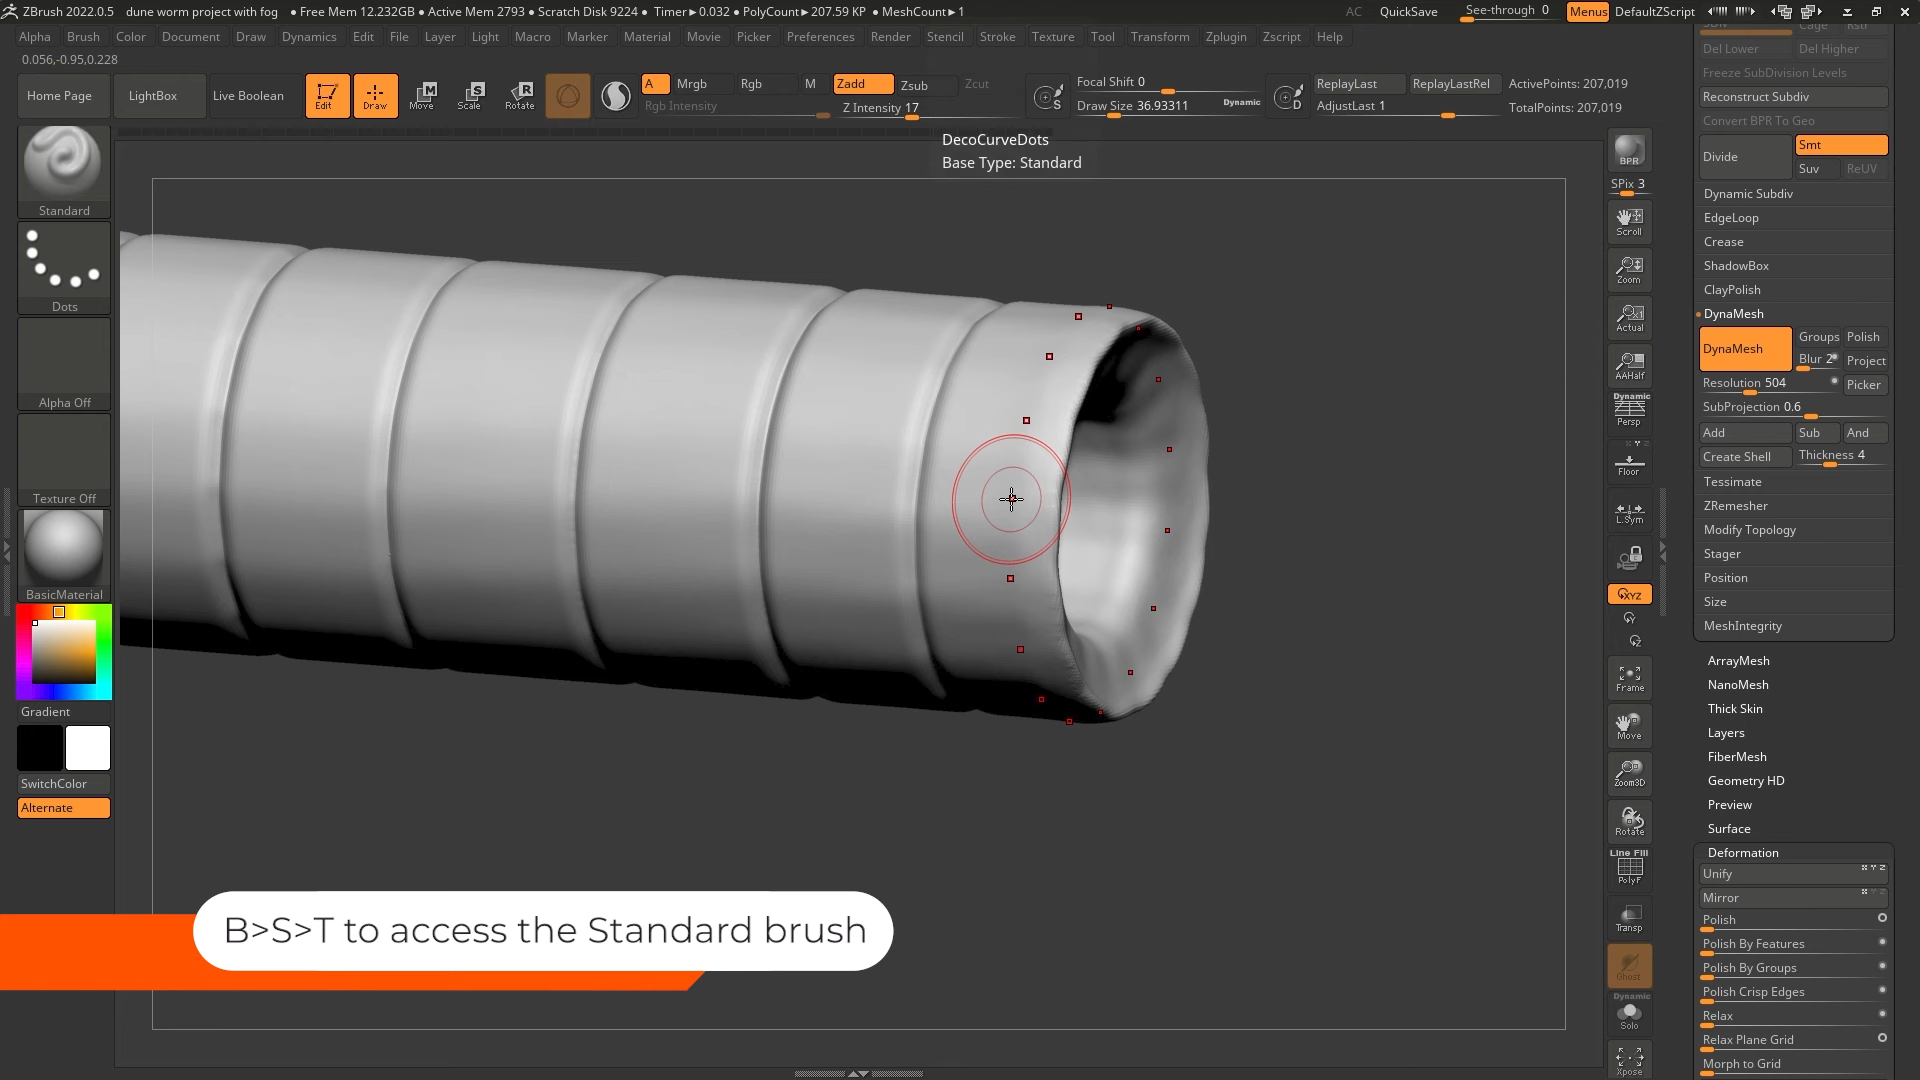 ZBrush 2022.0.5 dune worm project with fog • Free Mem 12.232GB • Active Mem 2793 • Scratch Disk 9224 • Timer►0.032 • PolyCount►207.59 KP • MeshCount►1 AC QuickSave See-through 0 Menus DefaultZScript
Alpha Brush Color Document Draw Dynamics Edit File Layer Light Macro Marker Material Movie Picker Preferences Render Stencil Stroke Texture Tool Transform Zplugin Zscript Help
0.056,-0.95,0.228
Home Page LightBox Live Boolean Edit Draw Move Scale Rotate
A Mrgb Rgb M Zadd Zsub Zcut
Rgb Intensity Z Intensity 17
Focal Shift 0
Draw Size 36.93311 Dynamic
ReplayLast ReplayLastRel ActivePoints: 207,019
AdjustLast 1 TotalPoints: 207,019
DecoCurveDots
Base Type: Standard
Standard
Dots
Alpha Off
Texture Off
BasicMaterial
Gradient
SwitchColor
Alternate
B>S>T to access the Standard brush
BPR
SPix 3
Scroll
Zoom
Actual
AAHalf
Dynamic
Persp
Floor
L.Sym
XYZ
Frame
Move
Zoom3D
Rotate
Line Fill
PolyF
Transp
Ghost
Dynamic
Solo
Xpose
Del Lower Del Higher
Freeze SubDivision Levels
Reconstruct Subdiv
Convert BPR To Geo
Divide Smt
Suv ReUV
Dynamic Subdiv
EdgeLoop
Crease
ShadowBox
ClayPolish
DynaMesh
DynaMesh Groups Polish
Blur 2 Project
Resolution 504 Picker
SubProjection 0.6
Add Sub And
Create Shell Thickness 4
Tessimate
ZRemesher
Modify Topology
Stager
Position
Size
MeshIntegrity
ArrayMesh
NanoMesh
Thick Skin
Layers
FiberMesh
Geometry HD
Preview
Surface
Deformation
Unify
Mirror
Polish
Polish By Features
Polish By Groups
Polish Crisp Edges
Relax
Relax Plane Grid
Morph to Grid